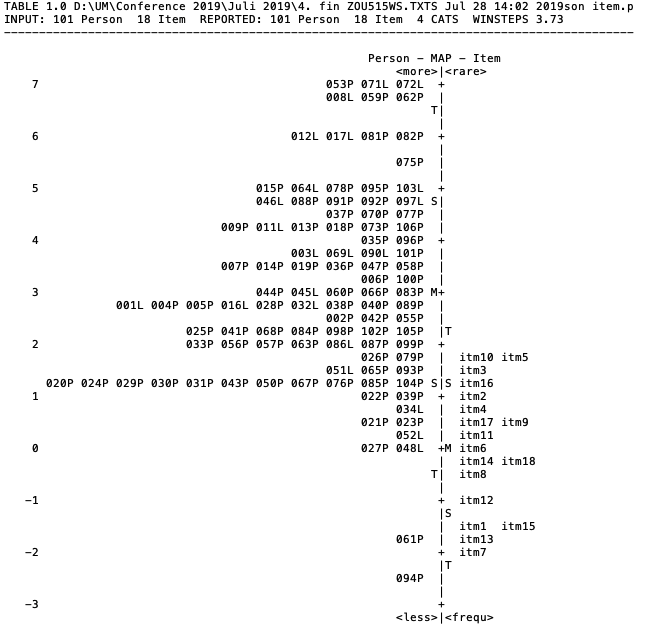 TABLE 1.0 D:\UM\Conference 2019\Juli 2019\4. fin ZOU515WS.TXTS Jul 28 14:02 2019son item.p
INPUT: 101 Person  18 Item  REPORTED: 101 Person  18 Item  4 CATS  WINSTEPS 3.73
--------------------------------------------------------------------------------
Person - MAP - Item
<more>|<rare>
7 053P 071L 072L +
008L 059P 062P |
T|
|
6 012L 017L 081P 082P +
|
075P |
|
5 015P 064L 078P 095P 103L +
046L 088P 091P 092P 097L S|
037P 070P 077P |
009P 011L 013P 018P 073P 106P |
4 035P 096P +
003L 069L 090L 101P |
007P 014P 019P 036P 047P 058P |
006P 100P |
3 044P 045L 060P 066P 083P M+
001L 004P 005P 016L 028P 032L 038P 040P 089P |
002P 042P 055P |
025P 041P 068P 084P 098P 102P 105P |T
2 033P 056P 057P 063P 086L 087P 099P +
026P 079P | itm10 itm5
051L 065P 093P | itm3
020P 024P 029P 030P 031P 043P 050P 067P 076P 085P 104P S|S itm16
1 022P 039P + itm2
034L | itm4
021P 023P | itm17 itm9
052L | itm11
0 027P 048L +M itm6
| itm14 itm18
T| itm8
|
-1 + itm12
|S
| itm1 itm15
061P | itm13
-2 + itm7
|T
094P |
|
-3 +
<less>|<frequ>